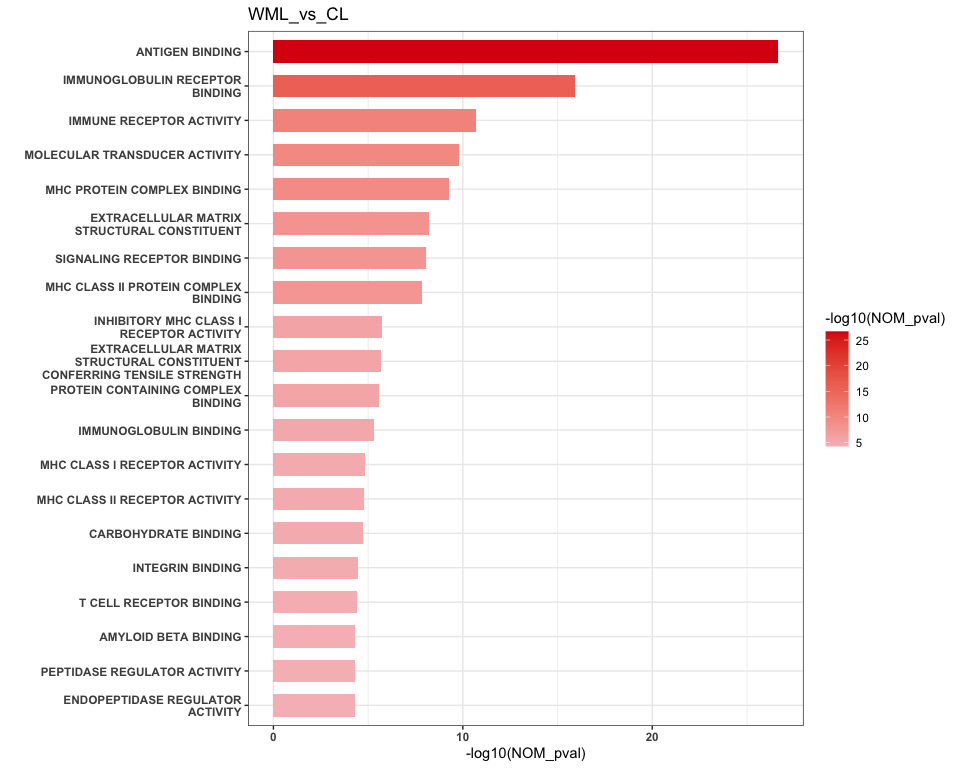 WML_vs_CL
ANTIGEN BINDING
IMMUNOGLOBULIN RECEPTOR
BINDING
IMMUNE RECEPTOR ACTIVITY
MOLECULAR TRANSDUCER ACTIVITY
MHC PROTEIN COMPLEX BINDING
EXTRACELLULAR MATRIX
STRUCTURAL CONSTITUENT
SIGNALING RECEPTOR BINDING
MHC CLASS II PROTEIN COMPLEX
BINDING
INHIBITORY MHC CLASS I
RECEPTOR ACTIVITY
EXTRACELLULAR MATRIX
STRUCTURAL CONSTITUENT
CONFERRING TENSILE STRENGTH
PROTEIN CONTAINING COMPLEX
BINDING
IMMUNOGLOBULIN BINDING
MHC CLASS I RECEPTOR ACTIVITY
MHC CLASS II RECEPTOR ACTIVITY
CARBOHYDRATE BINDING
INTEGRIN BINDING
T CELL RECEPTOR BINDING
AMYLOID BETA BINDING
PEPTIDASE REGULATOR ACTIVITY
ENDOPEPTIDASE REGULATOR
ACTIVITY
0 10 20
-log10(NOM_pval)
-log10(NOM_pval)
25
20
15
10
5